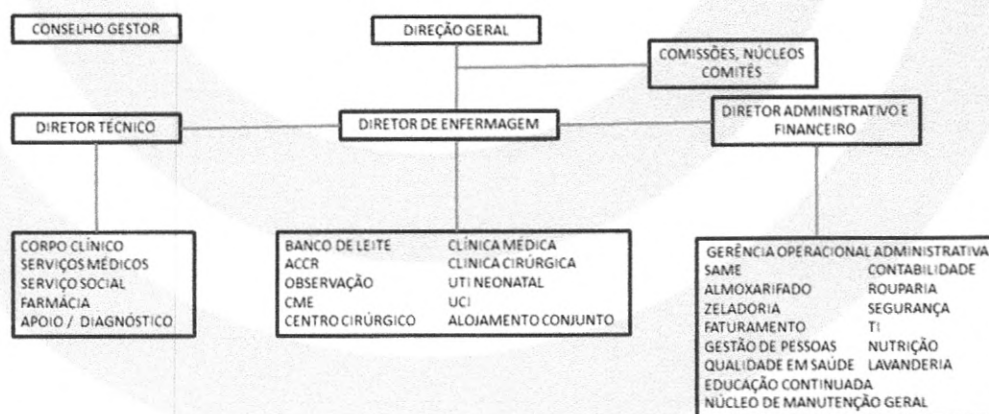 CONSELHO GESTOR
DIREÇÃO GERAL
COMISSÕES, NÚCLEOS
COMITÊS
DIRETOR TÉCNICO
DIRETOR DE ENFERMAGEM
DIRETOR ADMINISTRATIVO E
FINANCEIRO
CORPO CLÍNICO
SERVIÇOS MÉDICOS
SERVIÇO SOCIAL
FARMÁCIA
APOIO / DIAGNÓSTICO
BANCO DE LEITE CLÍNICA MÉDICA
ACCR CLINICA CIRÚRGICA
OBSERVAÇÃO UTI NEONATAL
CME UCI
CENTRO CIRÚRGICO ALOJAMENTO CONJUNTO
GERÊNCIA OPERACIONAL ADMINISTRATIVA
SAME CONTABILIDADE
ALMOXARIFADO ROUPARIA
ZELADORIA SEGURANÇA
FATURAMENTO TI
GESTÃO DE PESSOAS NUTRIÇÃO
QUALIDADE EM SAÚDE LAVANDERIA
EDUCAÇÃO CONTINUADA
NÚCLEO DE MANUTENÇÃO GERAL